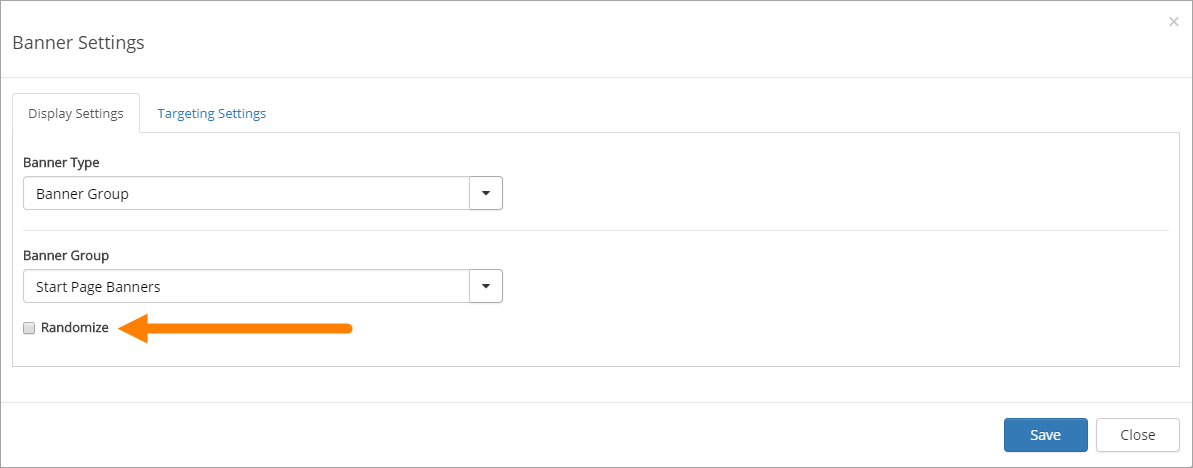 ×
Banner Settings
Display Settings
Targeting Settings
Banner Type
Banner Group
Banner Group
Start Page Banners
Randomize
Save
Close